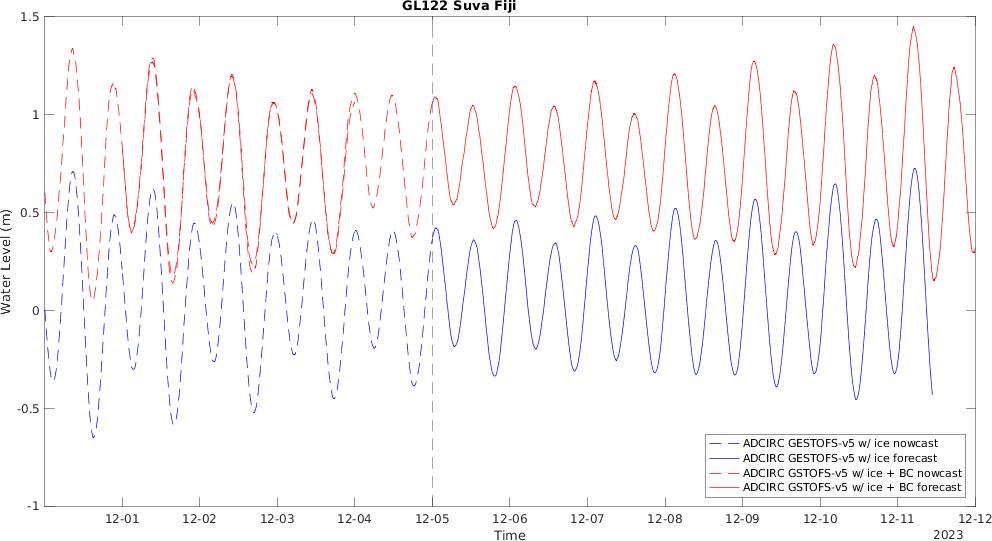 GL122 Suva Fiji
1.5
1
0.5
0
-0.5
-1
Water Level (m)
12-01
12-02
12-03
12-04
12-05
12-06
12-07
12-08
12-09
12-10
12-11
12-12
Time
2023
ADCIRC GESTOFS-v5 w/ ice nowcast
ADCIRC GESTOFS-v5 w/ ice forecast
ADCIRC GSTOFS-v5 w/ ice + BC nowcast
ADCIRC GSTOFS-v5 w/ ice + BC forecast